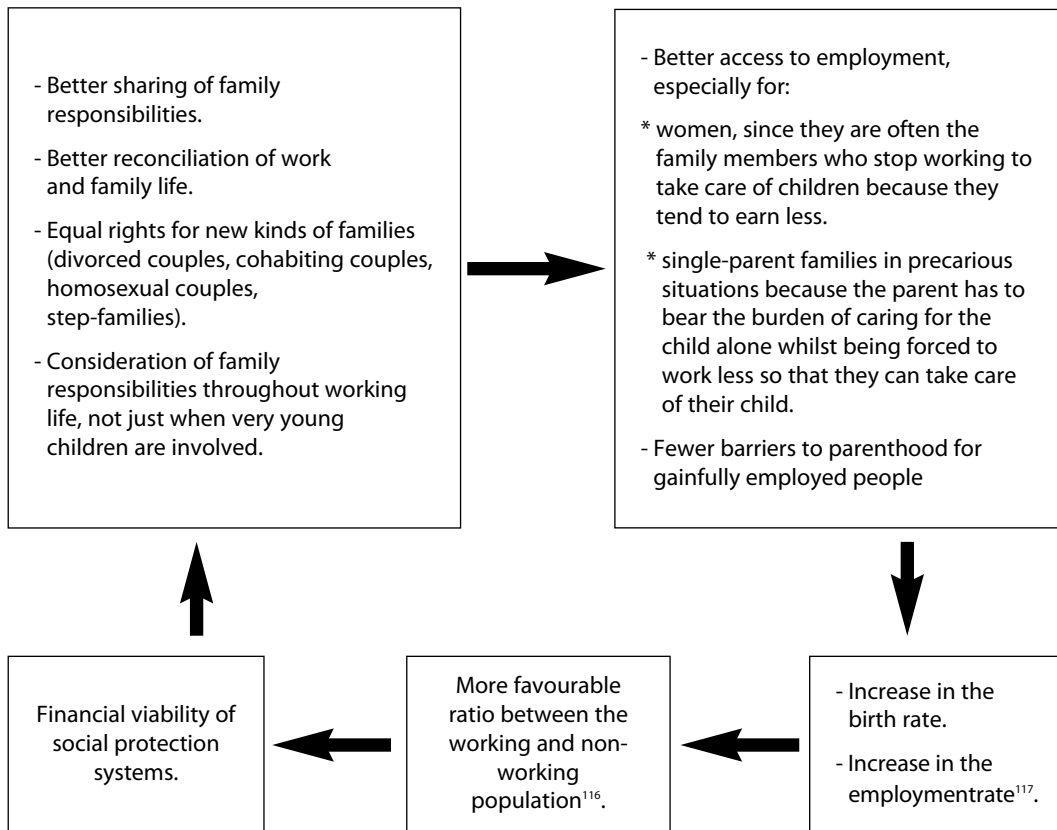 - Better sharing of family
responsibilities.
- Better reconciliation of work
and family life.
- Equal rights for new kinds of families
(divorced couples, cohabiting couples,
homosexual couples,
step-families).
- Consideration of family
responsibilities throughout working
life, not just when very young
children are involved.
- Better access to employment,
especially for:
* women, since they are often the
family members who stop working to
take care of children because they
tend to earn less.
* single-parent families in precarious
situations because the parent has to
bear the burden of caring for the
child alone whilst being forced to
work less so that they can take care
of their child.
- Fewer barriers to parenthood for
gainfully employed people
- Increase in the
birth rate.
- Increase in the
employmentrate¹¹⁷.
More favourable
ratio between the
working and non-
working
population¹¹⁶.
Financial viability of
social protection
systems.